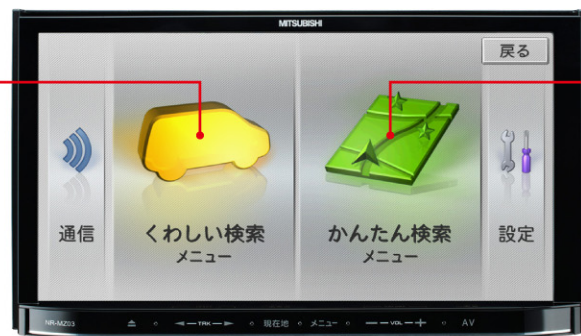 MITSUBISHI
戻る
通信
くわしい検索
メニュー
かんたん検索
メニュー
設定
NR-MZ03 TRK 現在地 メニュー VOL AV